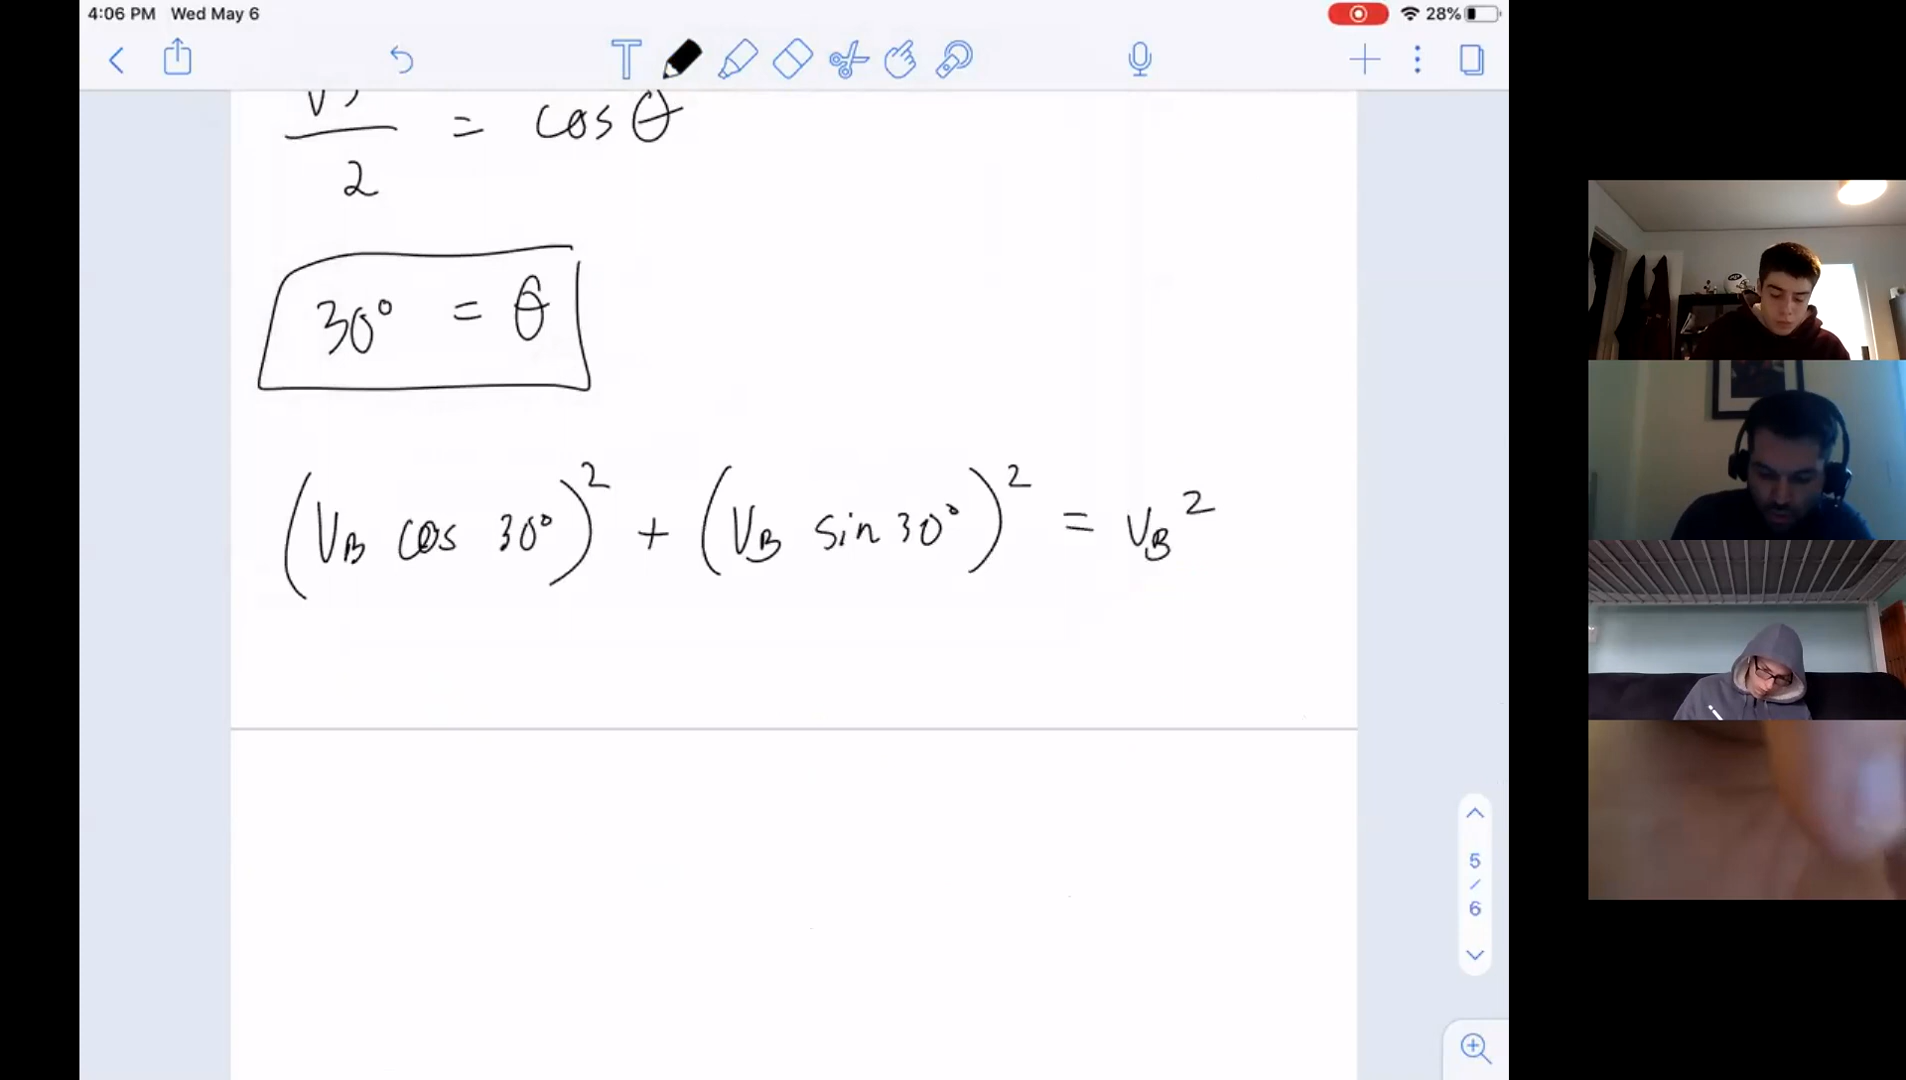 4:06 PM Wed May 6
28%
T
2 = cos θ
30° = θ
(V_B cos 30°)² + (V_B sin 30°)² = V_B²
5
/
6